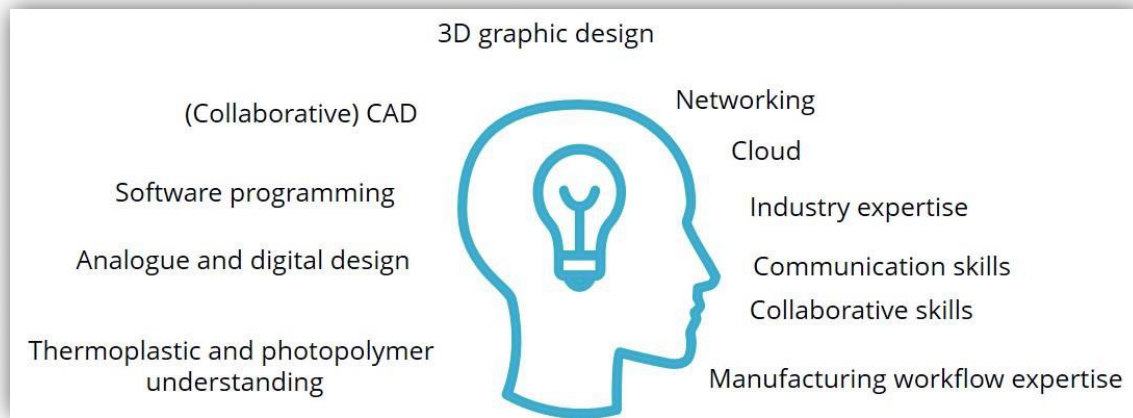 3D graphic design
(Collaborative) CAD
Software programming
Analogue and digital design
Thermoplastic and photopolymer
understanding
Networking
Cloud
Industry expertise
Communication skills
Collaborative skills
Manufacturing workflow expertise